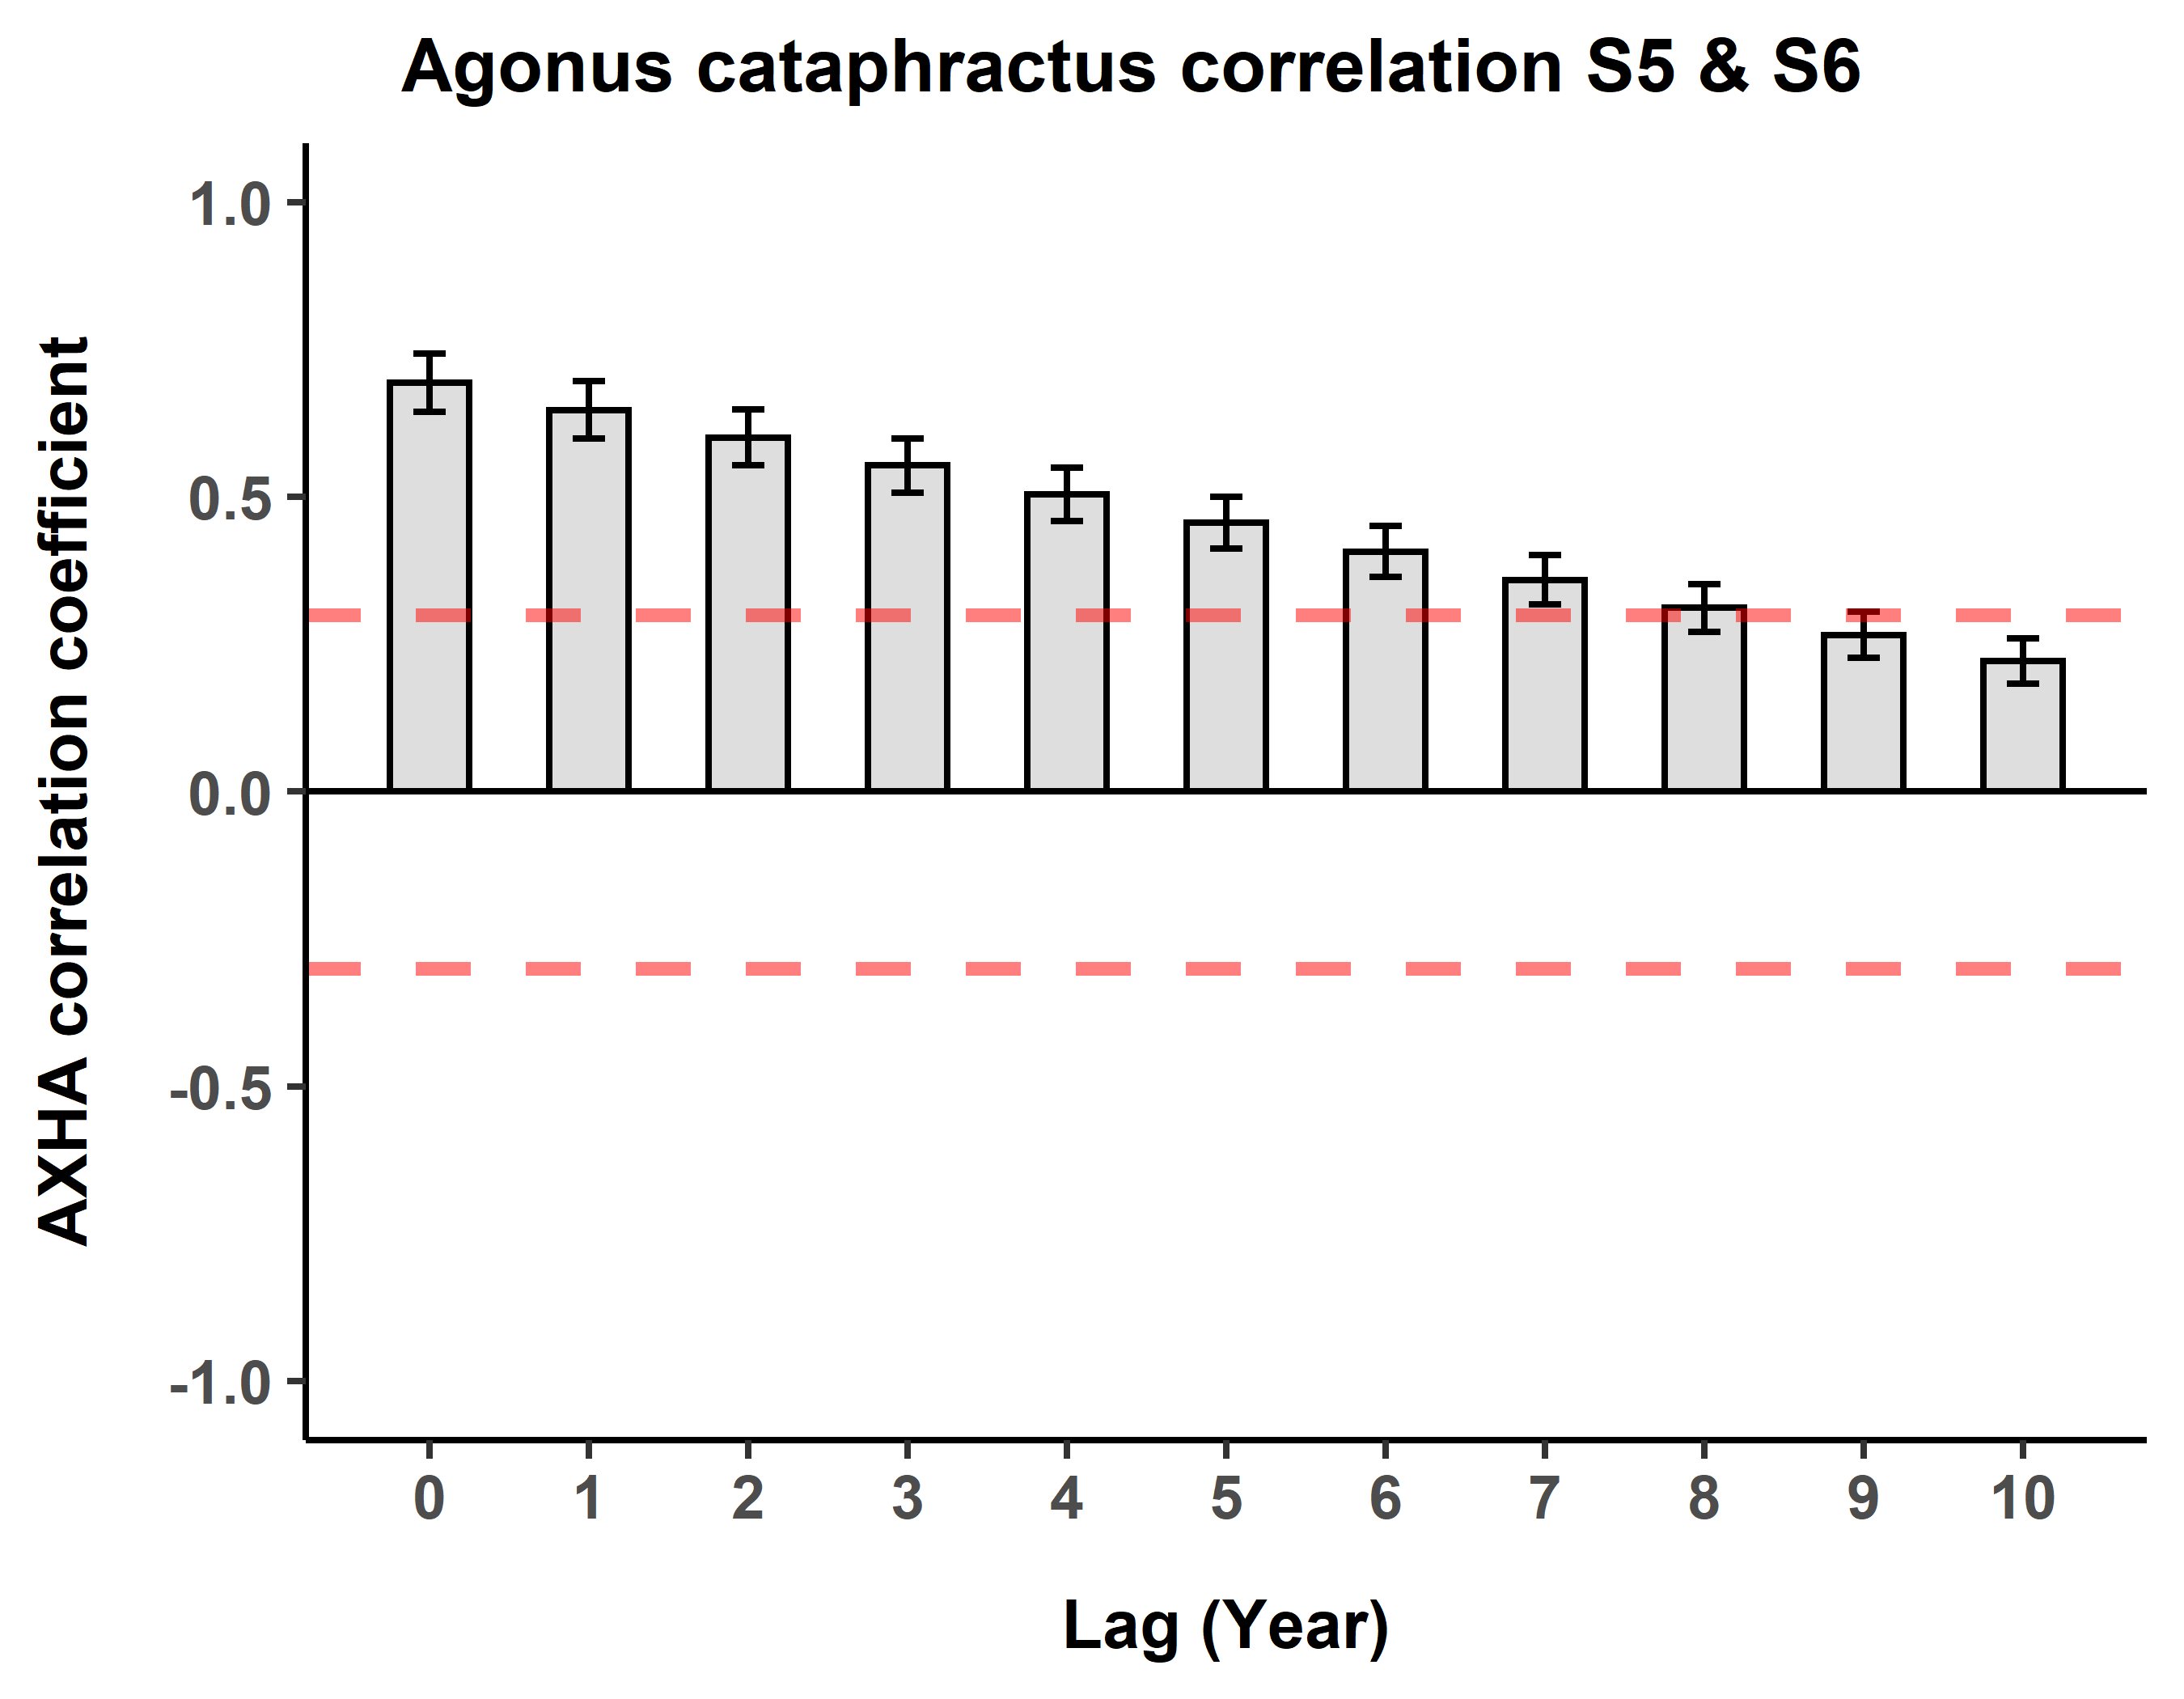 Agonus cataphractus correlation S5 & S6
AXHA correlation coefficient
1.0
0.5
0.0
-0.5
-1.0
0 1 2 3 4 5 6 7 8 9 10
Lag (Year)